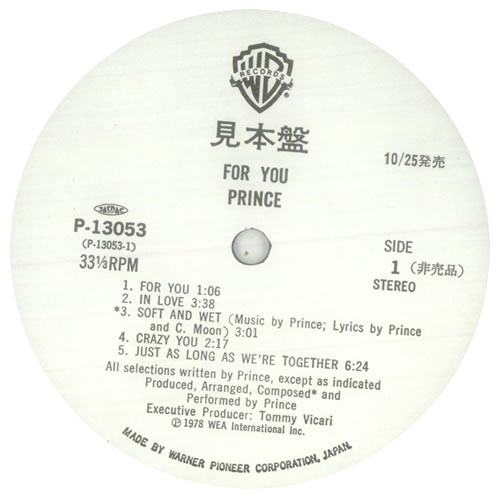 WB
RECORDS
®
見本盤
FOR YOU
PRINCE
10/25発売
JASRAC
P-13053
(P-13053-1)
33⅓RPM
SIDE
1 (非売品)
STEREO
1. FOR YOU 1:06
2. IN LOVE 3:38
*3. SOFT AND WET (Music by Prince; Lyrics by Prince
and C. Moon) 3:01
4. CRAZY YOU 2:17
5. JUST AS LONG AS WE'RE TOGETHER 6:24
All selections written by Prince, except as indicated
Produced, Arranged, Composed* and
Performed by Prince
Executive Producer: Tommy Vicari
Ⓟ1978 WEA International Inc.
MADE BY WARNER PIONEER CORPORATION, JAPAN.